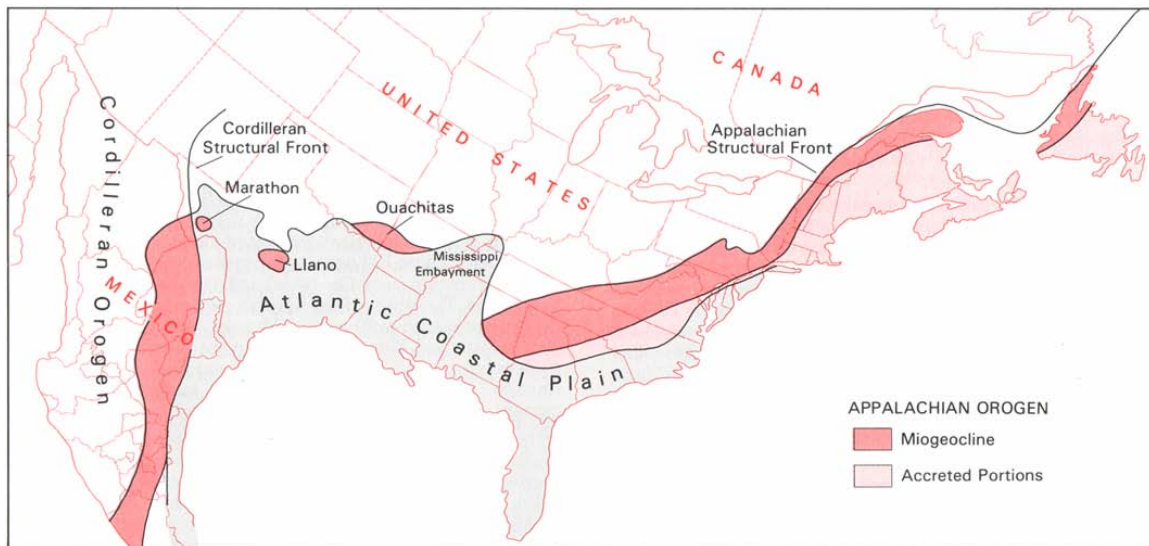 CANADA
UNITED STATES
Cordilleran
Structural Front
Appalachian
Structural Front
Marathon
Ouachitas
Llano
Mississippi
Embayment
Cordilleran Orogen
MEXICO
Atlantic Coastal Plain
APPALACHIAN OROGEN
Miogeocline
Accreted Portions